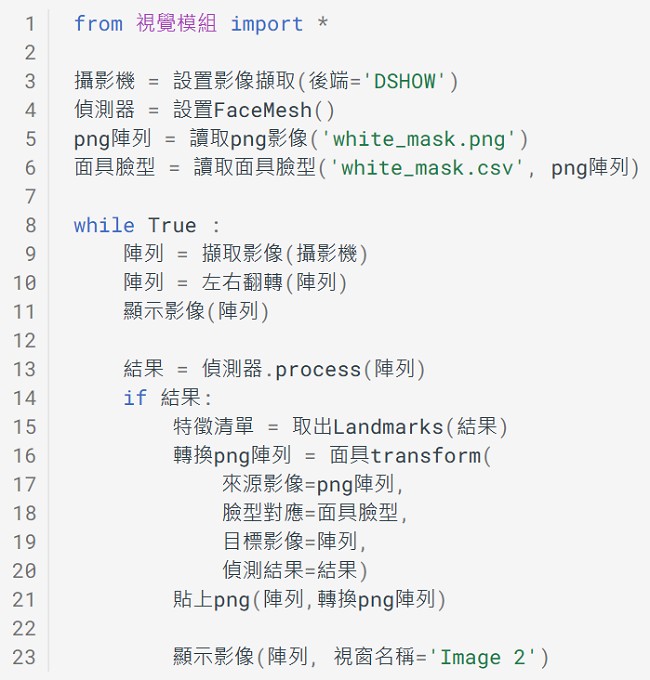 1 from 視覺模組 import *
2
3 攝影機 = 設置影像擷取(後端='DSHOW')
4 偵測器 = 設置FaceMesh()
5 png陣列 = 讀取png影像('white_mask.png')
6 面具臉型 = 讀取面具臉型('white_mask.csv', png陣列)
7
8 while True :
9     陣列 = 擷取影像(攝影機)
10     陣列 = 左右翻轉(陣列)
11     顯示影像(陣列)
12
13     結果 = 偵測器.process(陣列)
14     if 結果:
15         特徵清單 = 取出Landmarks(結果)
16         轉換png陣列 = 面具transform(
17             來源影像=png陣列,
18             臉型對應=面具臉型,
19             目標影像=陣列,
20             偵測結果=結果)
21         貼上png(陣列,轉換png陣列)
22
23         顯示影像(陣列, 視窗名稱='Image 2')